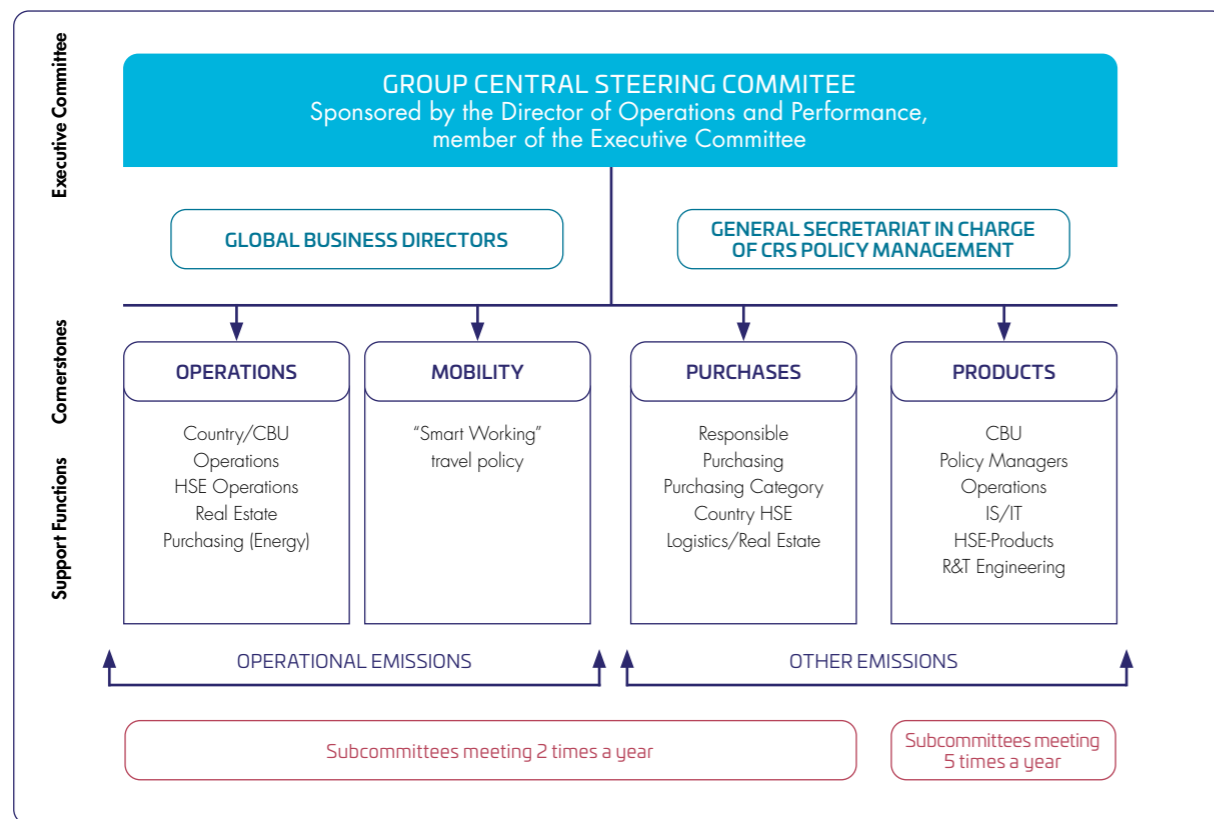 Executive Committee
GROUP CENTRAL STEERING COMMITEE
Sponsored by the Director of Operations and Performance,
member of the Executive Committee
GLOBAL BUSINESS DIRECTORS
GENERAL SECRETARIAT IN CHARGE
OF CRS POLICY MANAGEMENT
Cornerstones
OPERATIONS
MOBILITY
PURCHASES
PRODUCTS
Support Functions
Country/CBU
Operations
HSE Operations
Real Estate
Purchasing (Energy)
“Smart Working”
travel policy
Responsible
Purchasing
Purchasing Category
Country HSE
Logistics/Real Estate
CBU
Policy Managers
Operations
IS/IT
HSE-Products
R&T Engineering
OPERATIONAL EMISSIONS
OTHER EMISSIONS
Subcommittees meeting 2 times a year
Subcommittees meeting
5 times a year